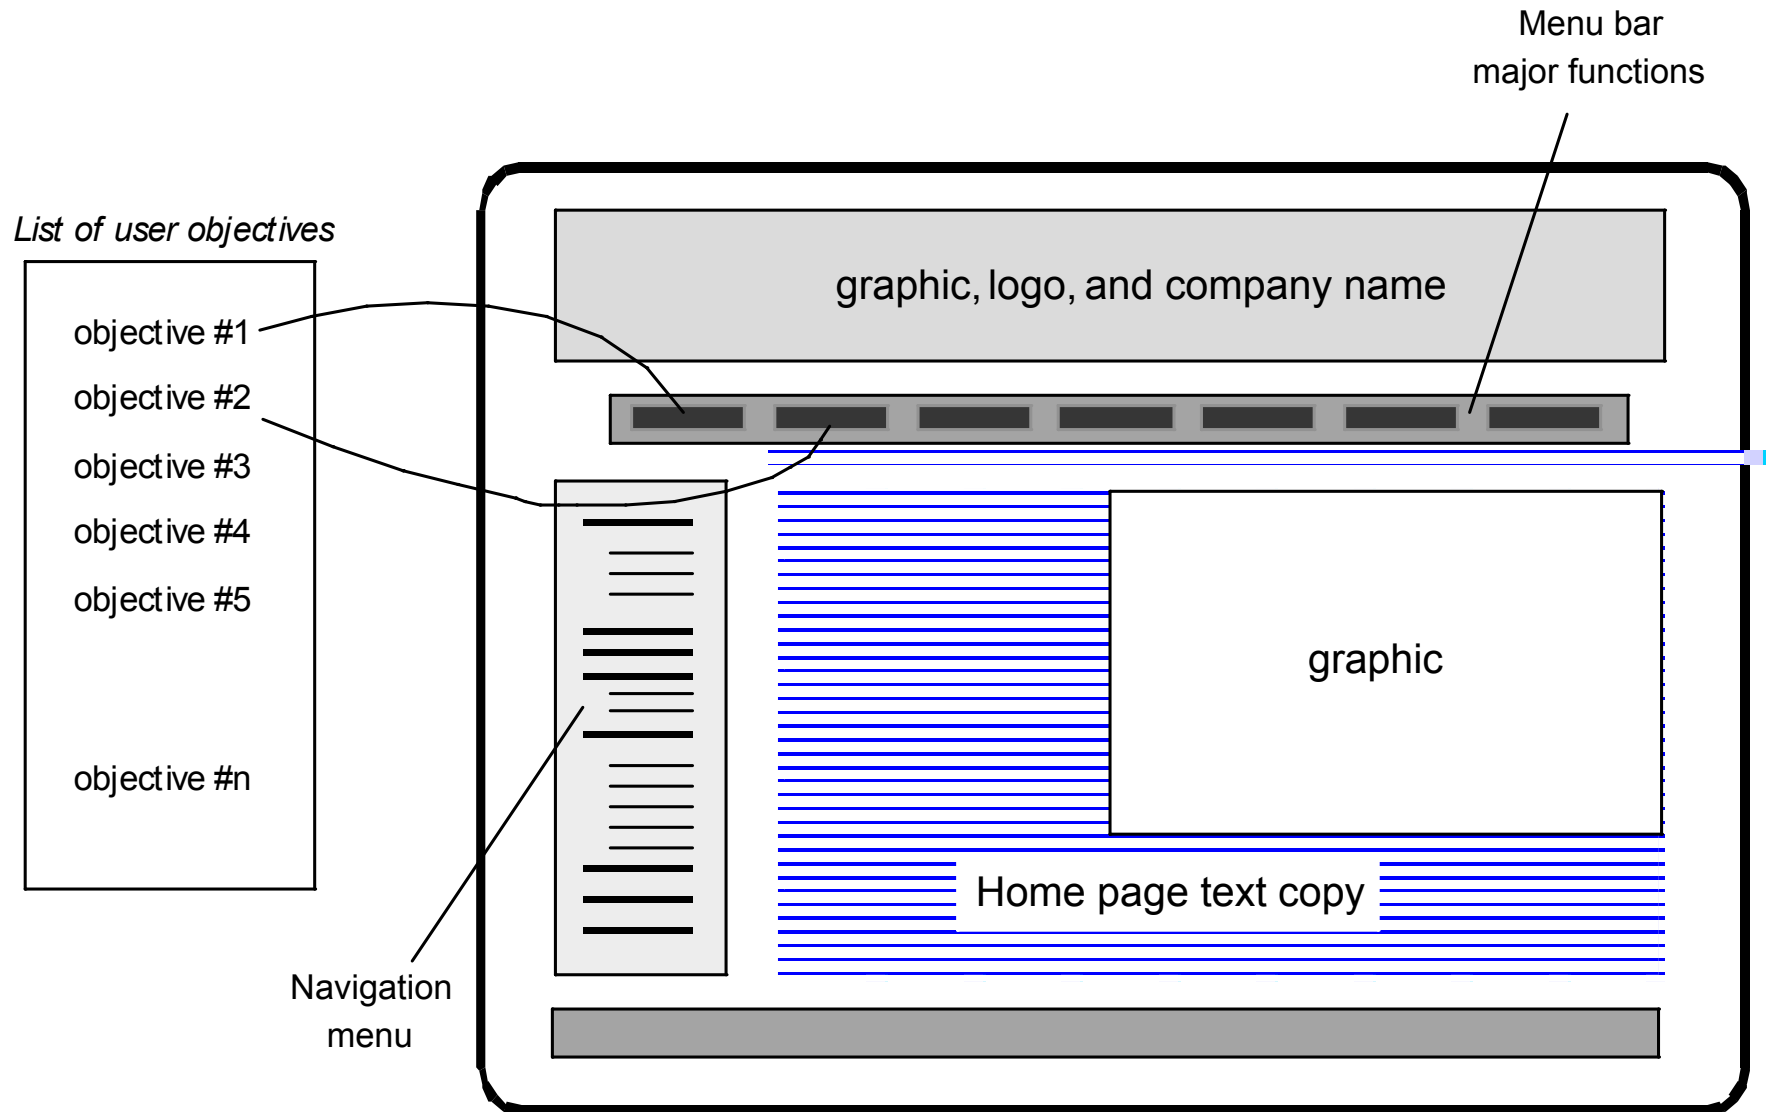 Menu bar
major functions
List of user objectives
graphic, logo, and company name
objective #1
objective #2
objective #3
objective #4
objective #5
graphic
objective #n
Home page text copy
Navigation
menu